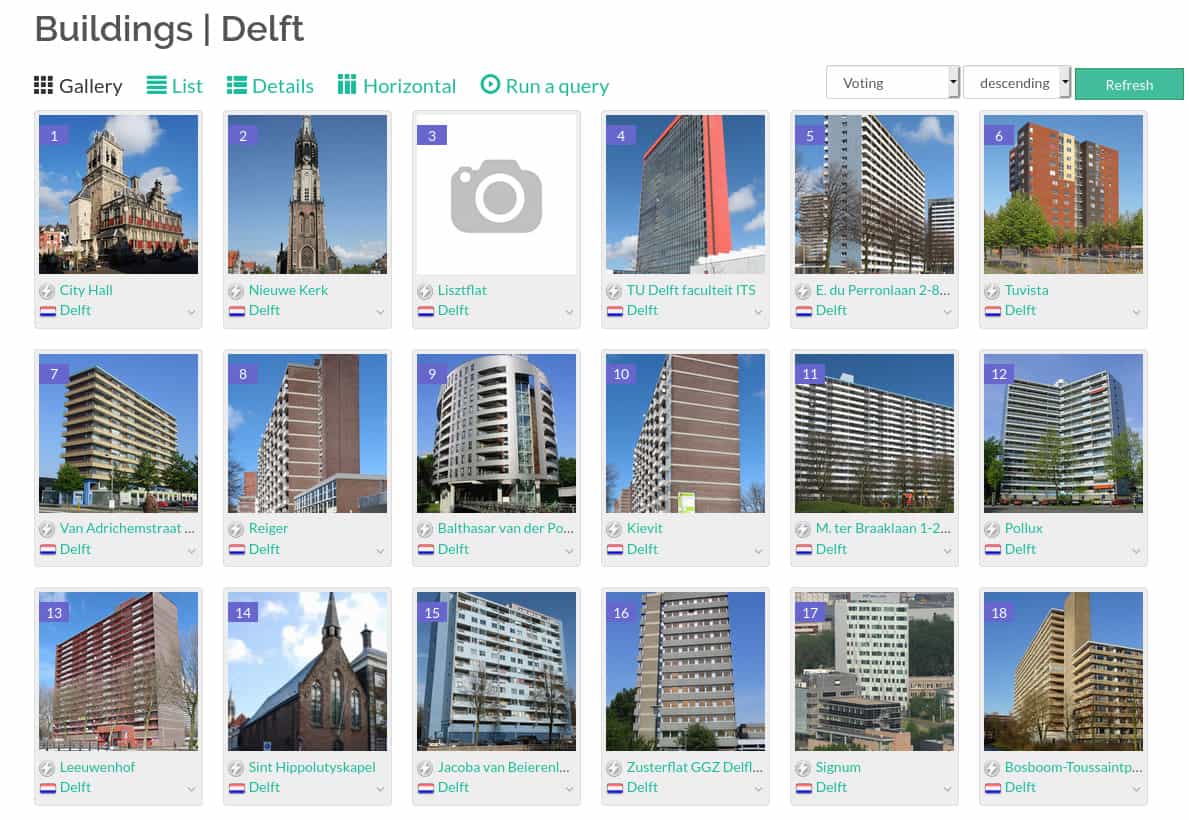 Buildings | Delft
Gallery List Details Horizontal Run a query Voting descending Refresh
1 2 3 4 5 6
City Hall Nieuwe Kerk Lisztflat TU Delft faculteit ITS E. du Perronlaan 2-8... Tuvista
Delft Delft Delft Delft Delft Delft
7 8 9 10 11 12
Van Adrichemstraat ... Reiger Balthasar van der Po... Kievit M. ter Braaklaan 1-2... Pollux
Delft Delft Delft Delft Delft Delft
13 14 15 16 17 18
Leeuwenhof Sint Hippolutyskapel Jacoba van Beierenl... Zusterflat GGZ Delfl... Signum Bosboom-Toussaintp...
Delft Delft Delft Delft Delft Delft